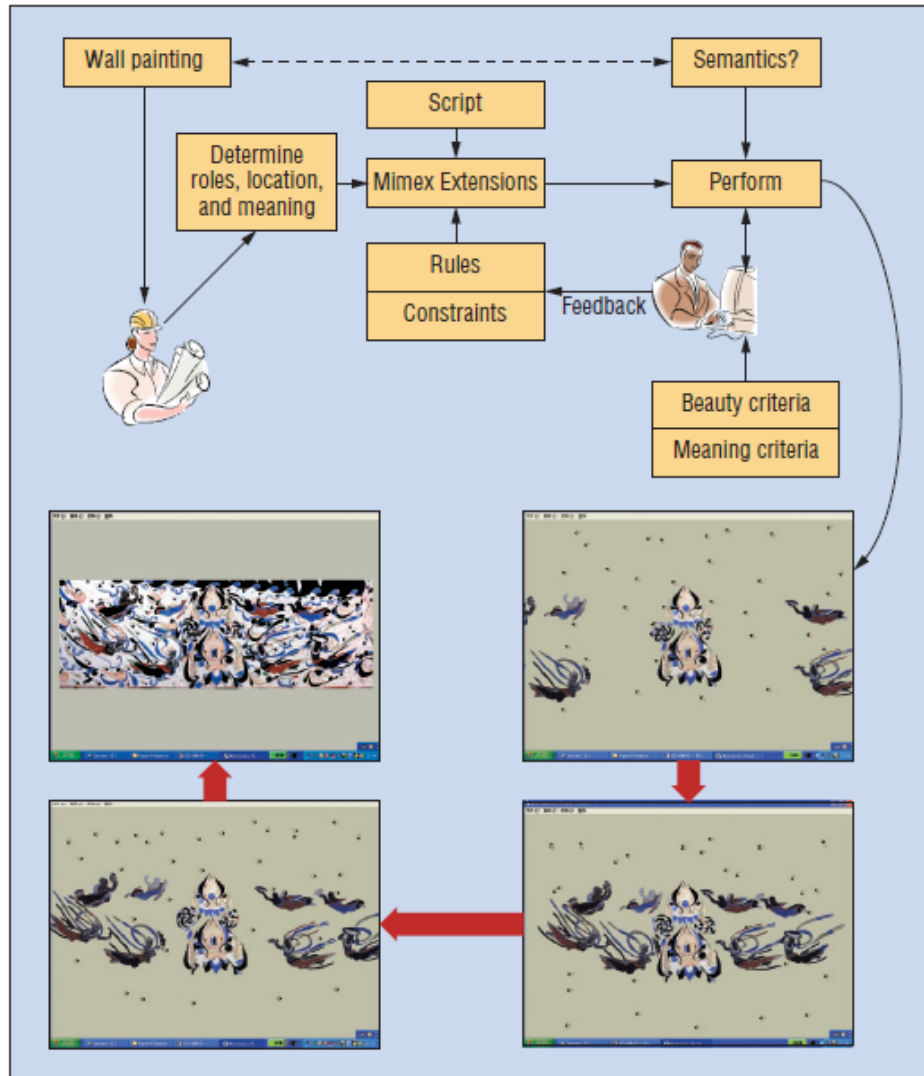 Wall painting
Semantics?
Script
Determine
roles, location,
and meaning
Mimex Extensions
Perform
Rules
Constraints
Feedback
Beauty criteria
Meaning criteria